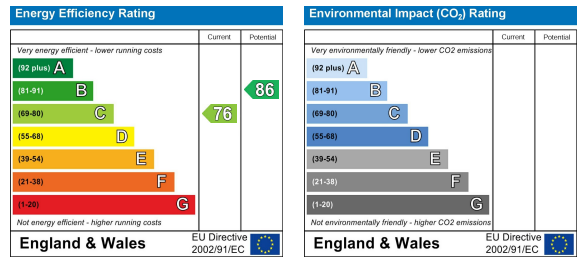 Energy Efficiency Rating
Current Potential
Very energy efficient - lower running costs
(92 plus) A
(81-91) B
86
(69-80) C
76
(55-68) D
(39-54) E
(21-38) F
(1-20) G
Not energy efficient - higher running costs
England & Wales
EU Directive
2002/91/EC
Environmental Impact (CO2) Rating
Current Potential
Very environmentally friendly - lower CO2 emissions
(92 plus) A
(81-91) B
(69-80) C
(55-68) D
(39-54) E
(21-38) F
(1-20) G
Not environmentally friendly - higher CO2 emissions
England & Wales
EU Directive
2002/91/EC